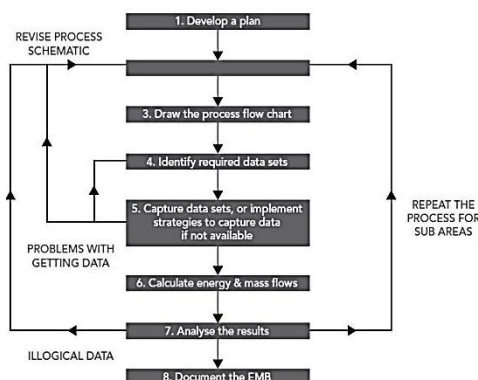 1. Develop a plan
REVISE PROCESS
SCHEMATIC
3. Draw the process flow chart
4. Identify required data sets
5. Capture data sets, or implement
strategies to capture data
if not available
REPEAT THE
PROCESS FOR
SUB AREAS
PROBLEMS WITH
GETTING DATA
6. Calculate energy & mass flows
7. Analyse the results
ILLOGICAL DATA
8. Document the EMB